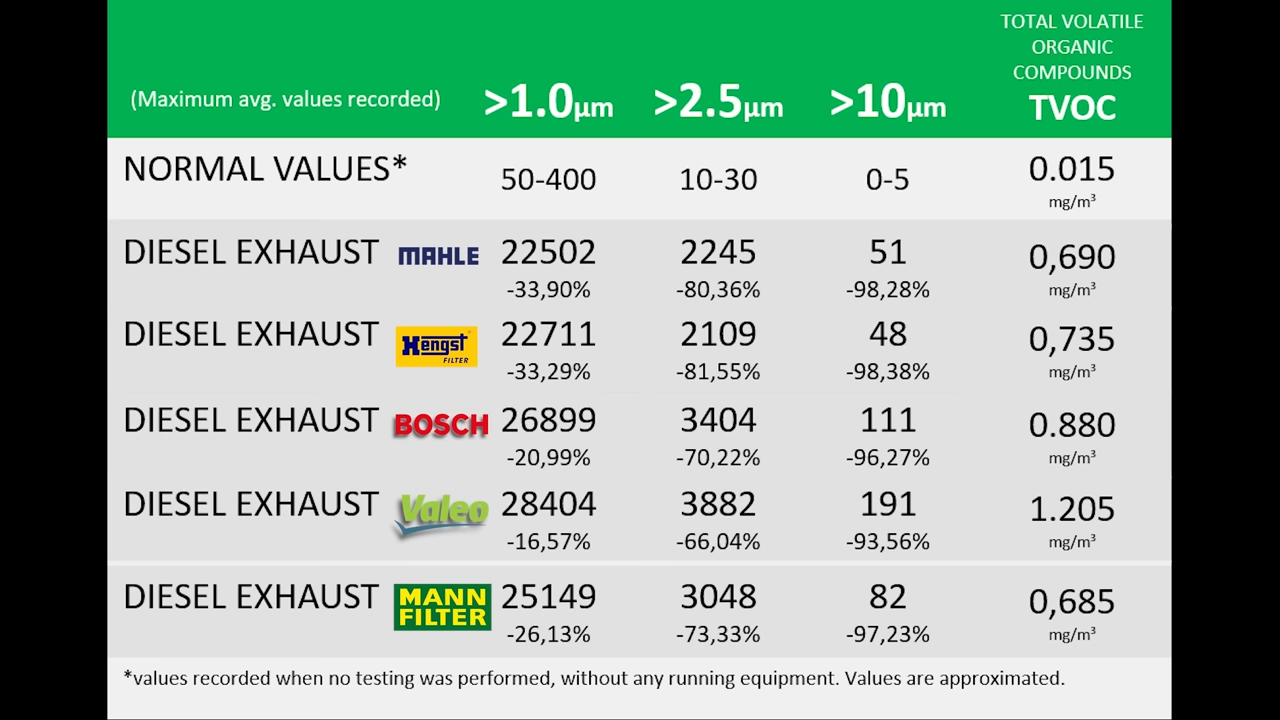 TOTAL VOLATILE
ORGANIC
COMPOUNDS
(Maximum avg. values recorded) >1.0µm >2.5µm >10µm TVOC
NORMAL VALUES* 50-400 10-30 0-5 0.015
mg/m³
DIESEL EXHAUST MAHLE 22502 2245 51 0,690
-33,90% -80,36% -98,28% mg/m³
DIESEL EXHAUST Hengst FILTER 22711 2109 48 0,735
-33,29% -81,55% -98,38% mg/m³
DIESEL EXHAUST BOSCH 26899 3404 111 0.880
-20,99% -70,22% -96,27% mg/m³
DIESEL EXHAUST Valeo 28404 3882 191 1.205
-16,57% -66,04% -93,56% mg/m³
DIESEL EXHAUST MANN FILTER 25149 3048 82 0,685
-26,13% -73,33% -97,23% mg/m³
*values recorded when no testing was performed, without any running equipment. Values are approximated.